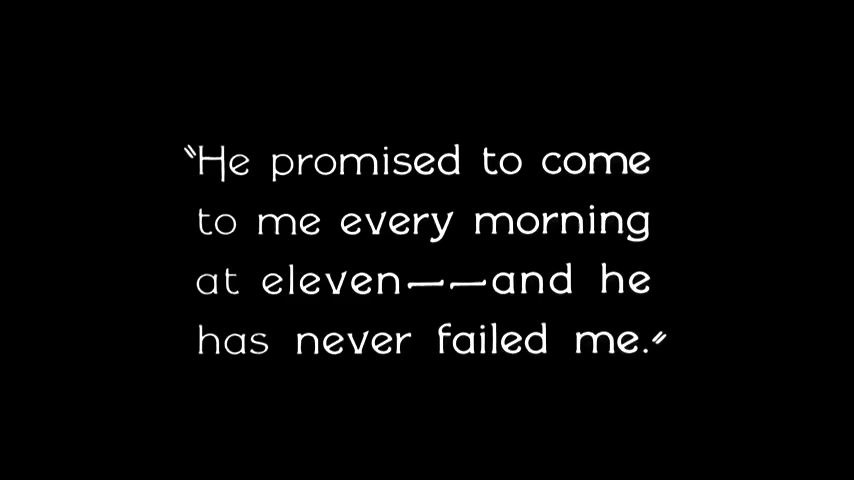 "He promised to come
to me every morning
at eleven——and he
has never failed me."